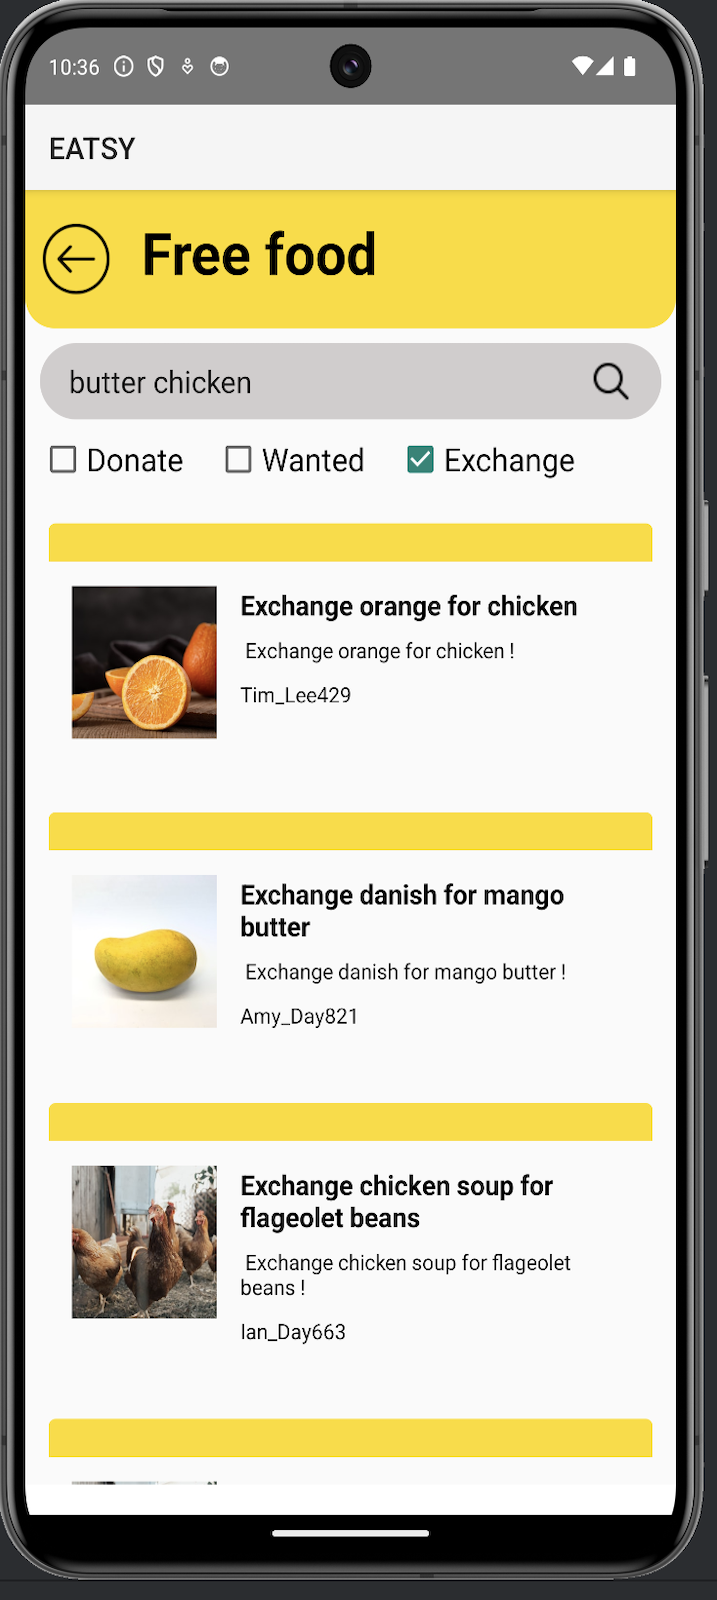 10:36
EATSY
Free food
butter chicken
Donate Wanted Exchange
Exchange orange for chicken
Exchange orange for chicken !
Tim_Lee429
Exchange danish for mango
butter
Exchange danish for mango butter !
Amy_Day821
Exchange chicken soup for
flageolet beans
Exchange chicken soup for flageolet
beans !
Ian_Day663